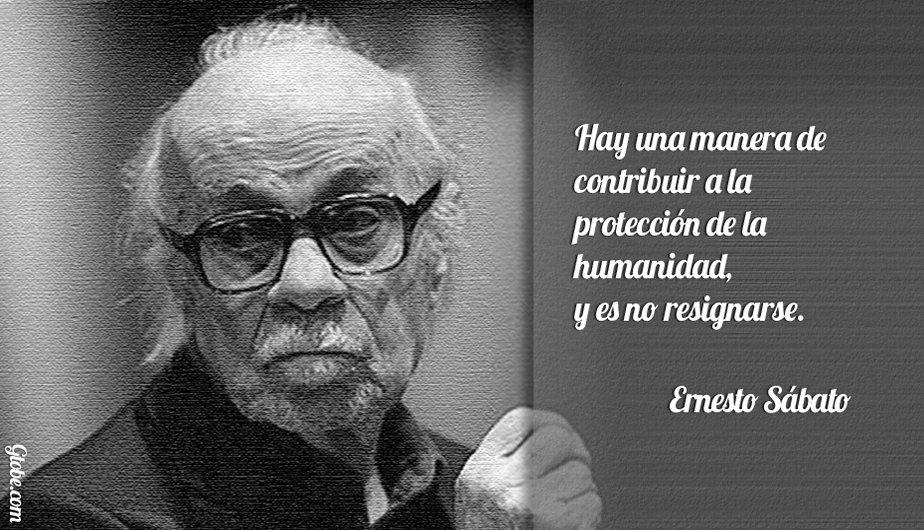 Hay una manera de
contribuir a la
protección de la
humanidad,
y es no resignarse.
Ernesto Sábato
Globe.com